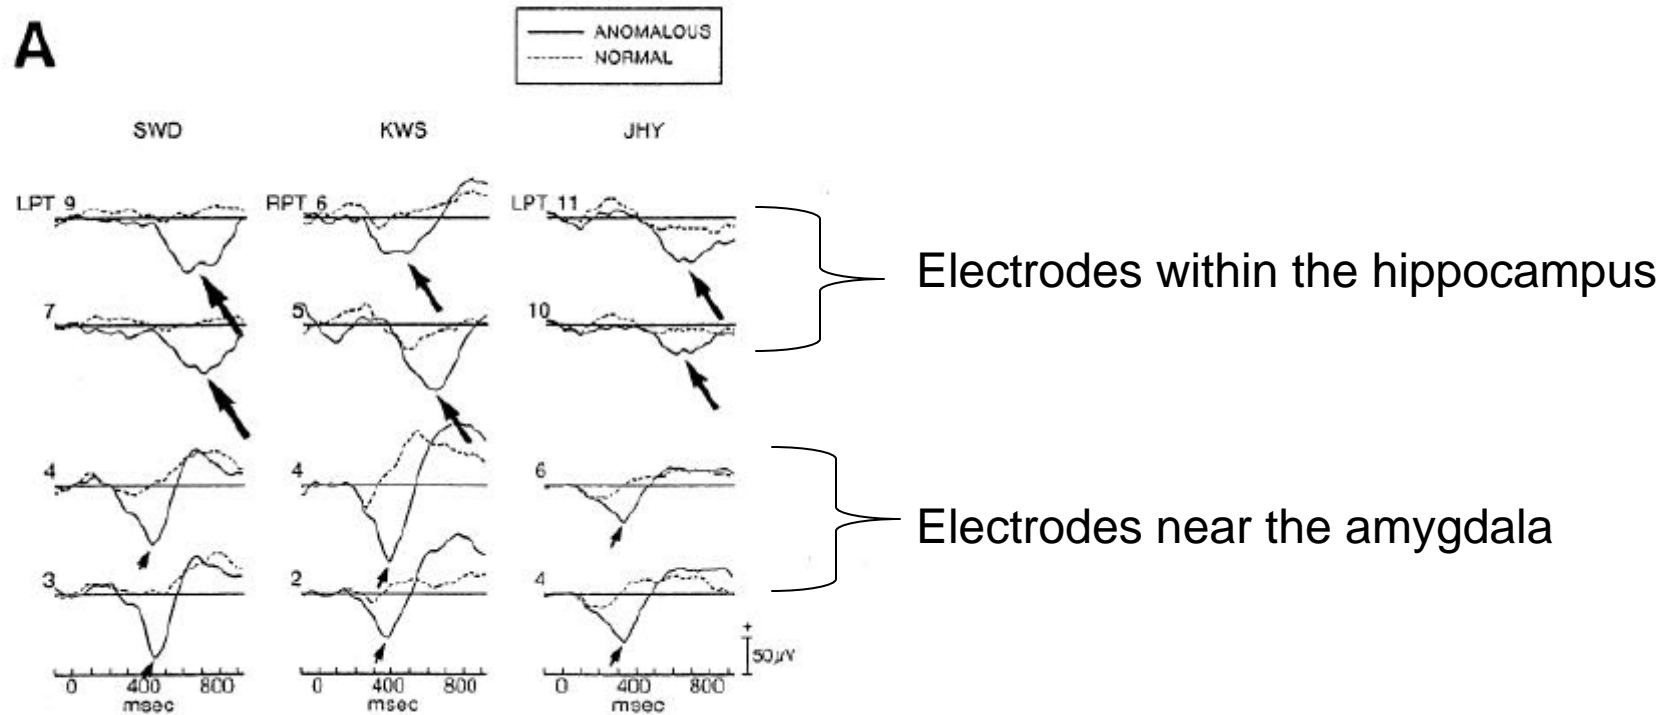 A
ANOMALOUS
NORMAL
SWD KWS JHY
LPT 9 RPT 6 LPT 11
Electrodes within the hippocampus
7 5 10
4 4 6
Electrodes near the amygdala
3 2 4
+
50 μV
0 400 800 0 400 800 0 400 800
msec msec msec